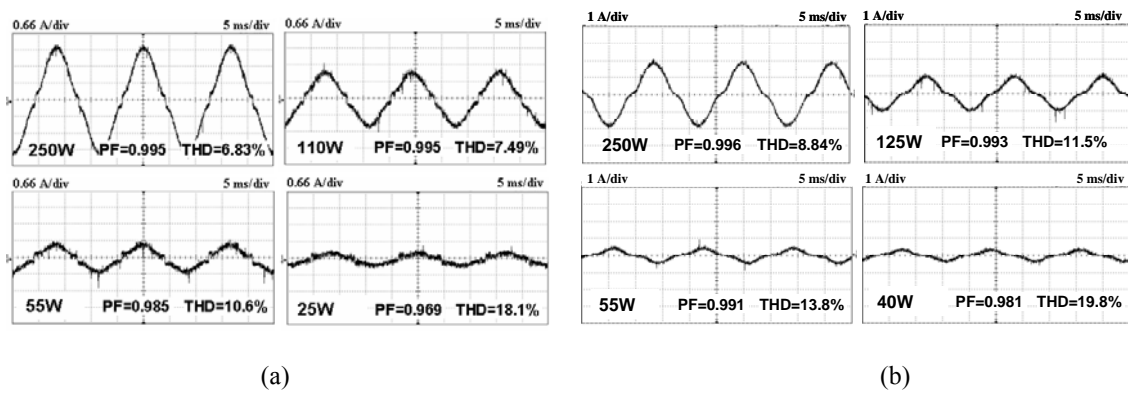 0.66 A/div 5 ms/div
250W PF=0.995 THD=6.83%
0.66 A/div 5 ms/div
110W PF=0.995 THD=7.49%
0.66 A/div 5 ms/div
55W PF=0.985 THD=10.6%
0.66 A/div 5 ms/div
25W PF=0.969 THD=18.1%
(a)
1 A/div 5 ms/div
250W PF=0.996 THD=8.84%
1 A/div 5 ms/div
125W PF=0.993 THD=11.5%
1 A/div 5 ms/div
55W PF=0.991 THD=13.8%
1 A/div 5 ms/div
40W PF=0.981 THD=19.8%
(b)